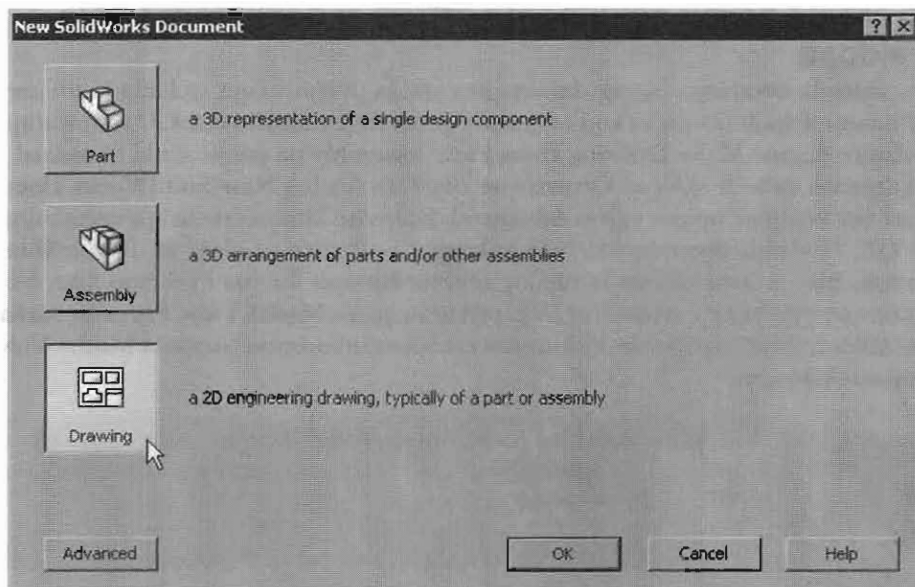 New SolidWorks Document
Part
a 3D representation of a single design component
Assembly
a 3D arrangement of parts and/or other assemblies
Drawing
a 2D engineering drawing, typically of a part or assembly
Advanced
OK
Cancel
Help